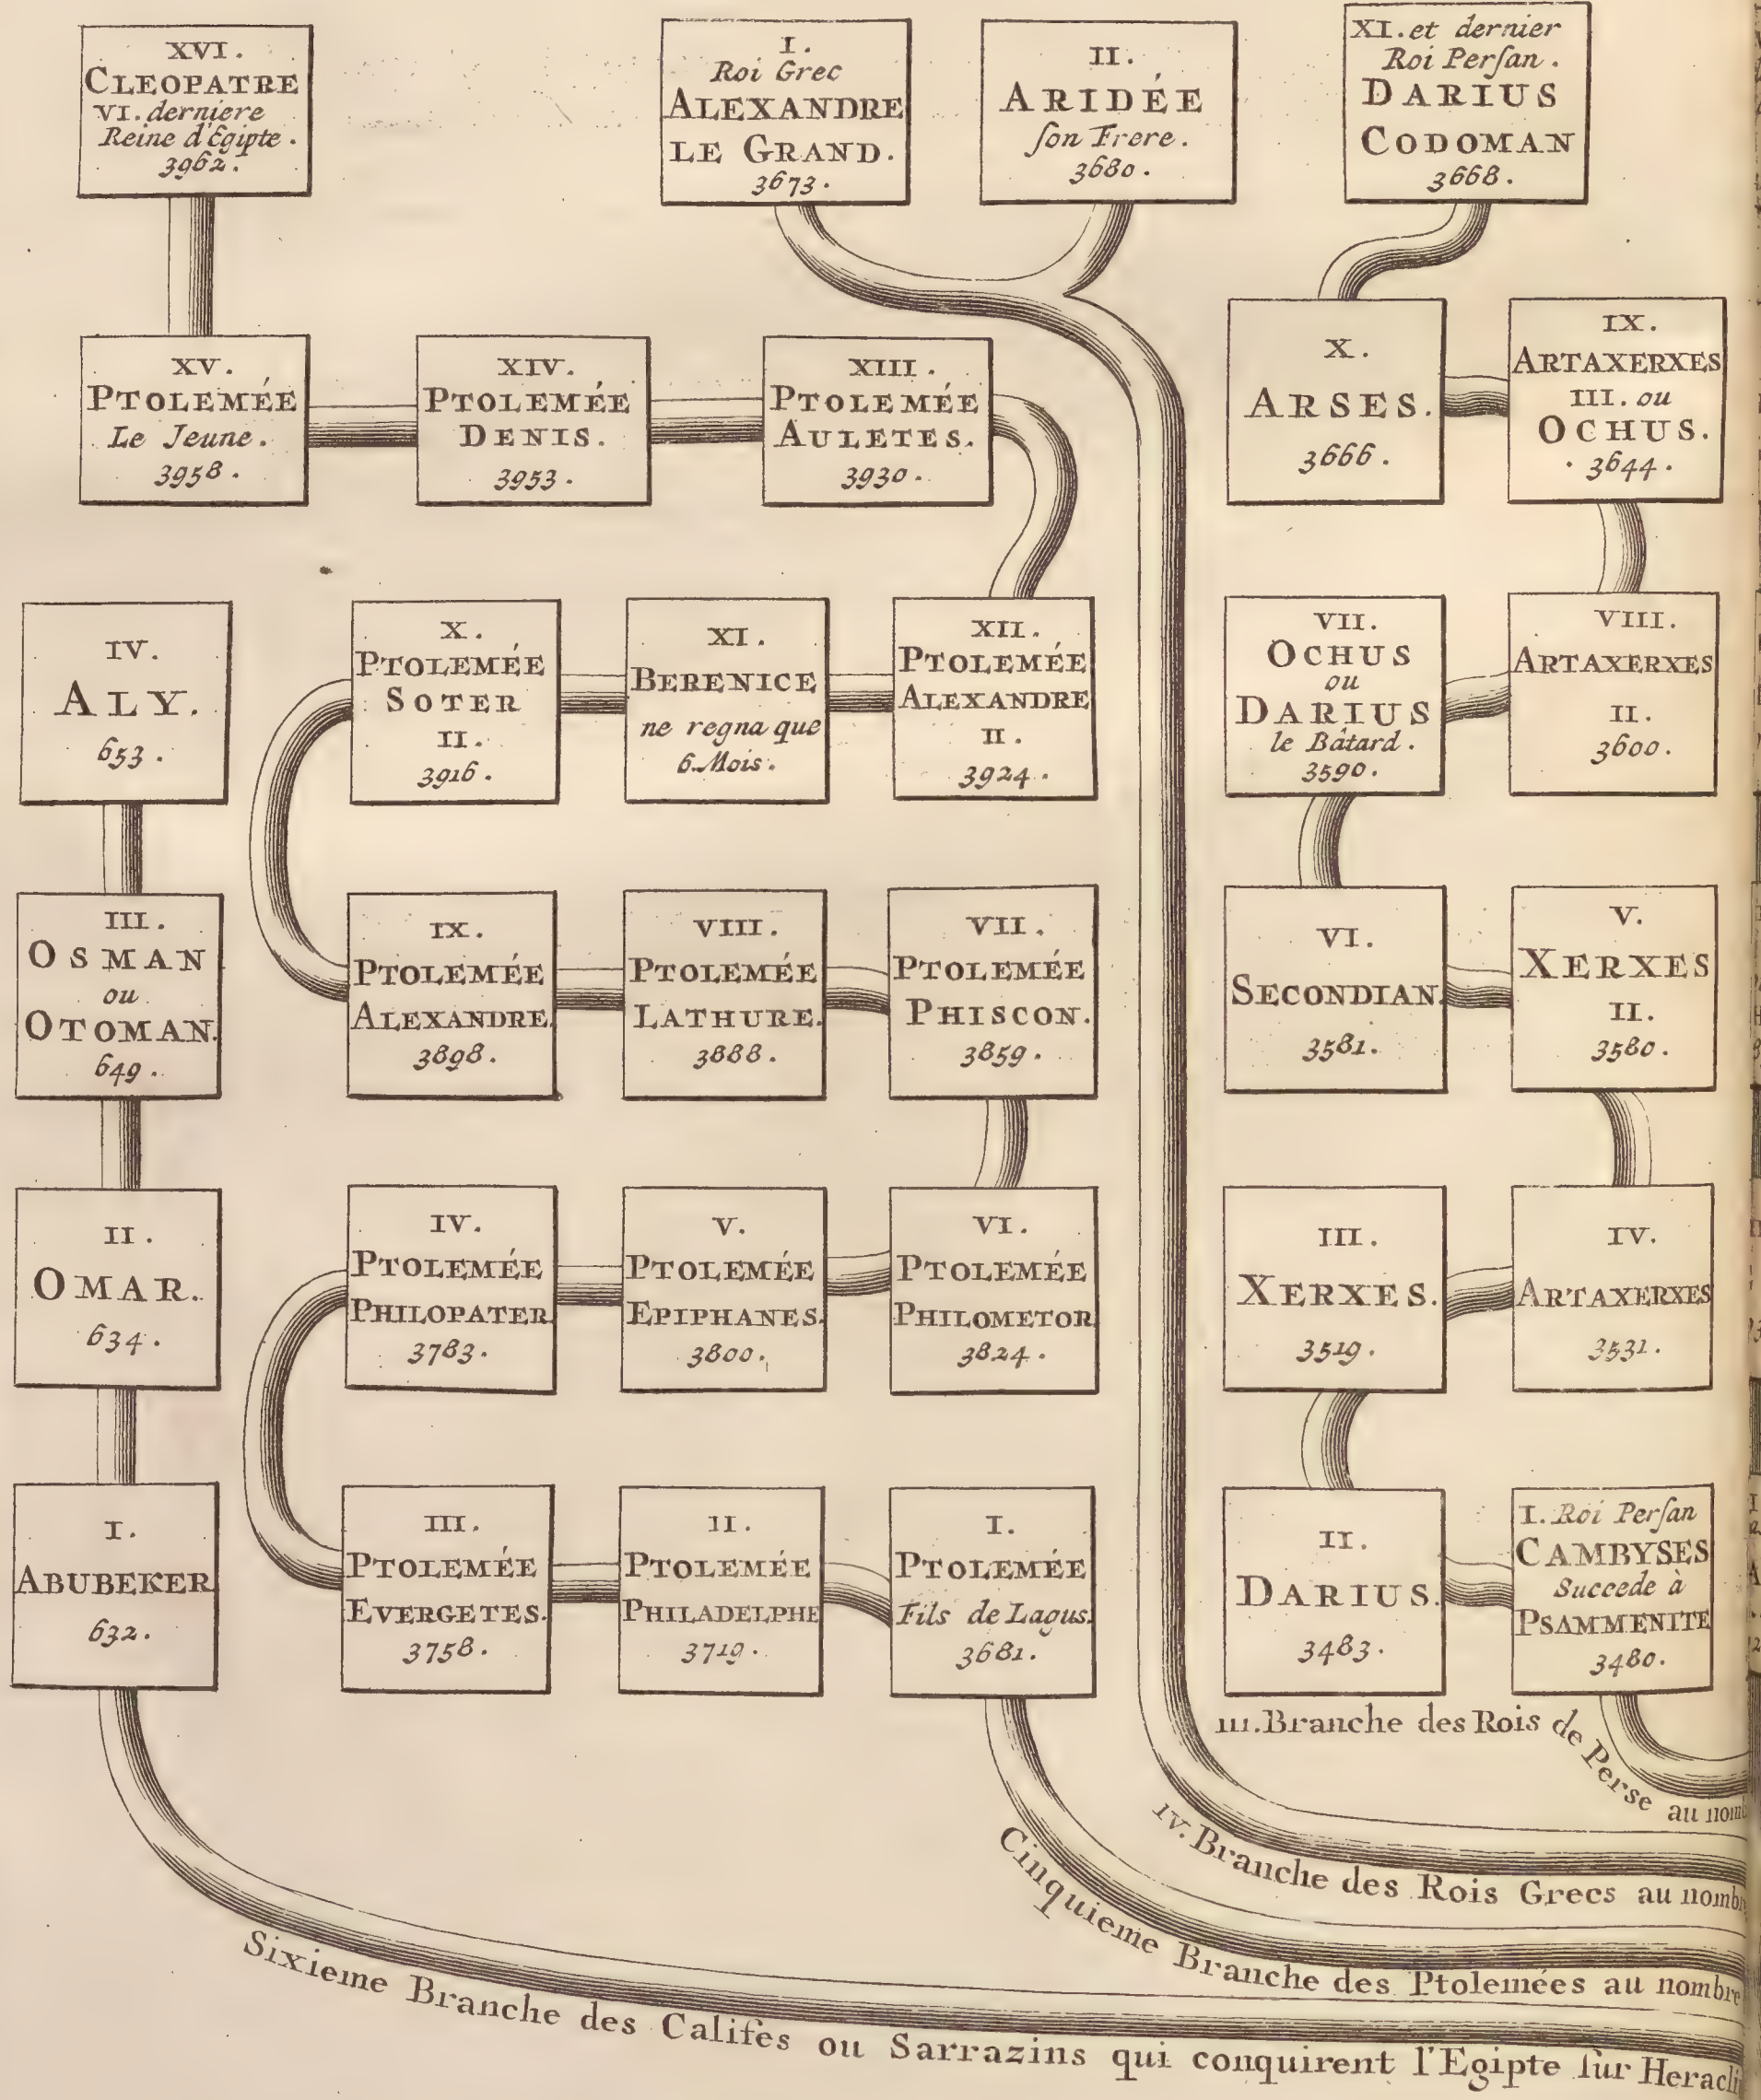 XVI.
CLEOPATRE
VI. derniere
Reine d'Egipte.
3962.
I.
Roi Grec
ALEXANDRE
LE GRAND.
3673.
II.
ARIDÉE
ſon Frere.
3680.
XI. et dernier
Roi Perſan.
DARIUS
CODOMAN
3668.
XV.
PTOLEMÉE
Le Jeune.
3958.
XIV.
PTOLEMÉE
DENIS.
3953.
XIII.
PTOLEMÉE
AULETES.
3930.
X.
ARSES.
3666.
IX.
ARTAXERXES
III. ou
OCHUS.
3644.
IV.
ALY.
653.
X.
PTOLEMÉE
SOTER
II.
3916.
XI.
BERENICE
ne regna que
6. Mois.
XII.
PTOLEMÉE
ALEXANDRE
II.
3924.
VII.
OCHUS
ou
DARIUS
le Bâtard.
3590.
VIII.
ARTAXERXES
II.
3600.
III.
OSMAN
ou
OTOMAN.
649.
IX.
PTOLEMÉE
ALEXANDRE.
3898.
VIII.
PTOLEMÉE
LATHURE.
3888.
VII.
PTOLEMÉE
PHISCON.
3859.
VI.
SECONDIAN.
3581.
V.
XERXES
II.
3580.
II.
OMAR.
634.
IV.
PTOLEMÉE
PHILOPATER
3783.
V.
PTOLEMÉE
EPIPHANES.
3800.
VI.
PTOLEMÉE
PHILOMETOR
3824.
III.
XERXES.
3519.
IV.
ARTAXERXES
3531.
I.
ABUBEKER
632.
III.
PTOLEMÉE
EVERGETES.
3758.
II.
PTOLEMÉE
PHILADELPHE
3719.
I.
PTOLEMÉE
Fils de Lagus.
3681.
II.
DARIUS.
3483.
I. Roi Perſan
CAMBYSES
Succede à
PSAMMENITE
3480.
III. Branche des Rois de Perse au
IV. Branche des Rois Grecs au
Cinquieme Branche des Ptolemées au nombre
Sixieme Branche des Califes ou Sarrazins qui conquirent l'Egipte ſur